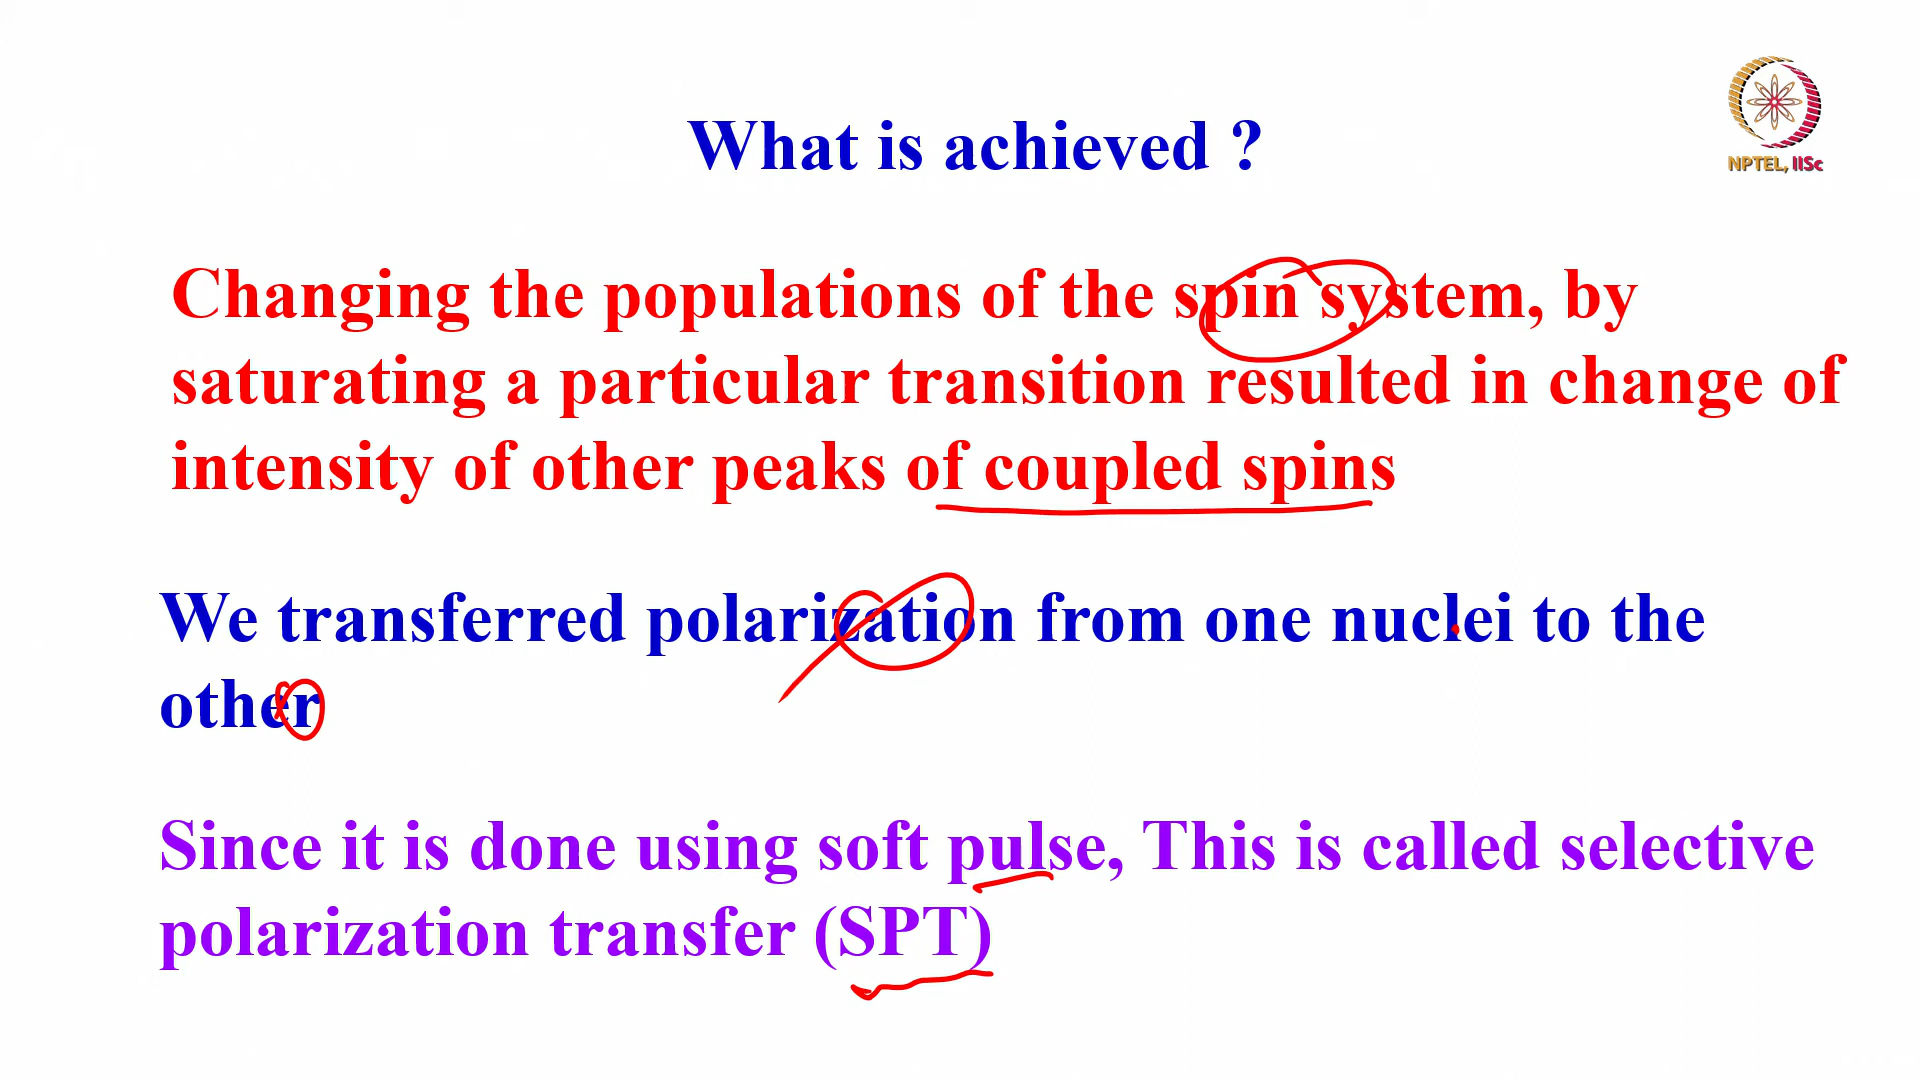 What is achieved ?
NPTEL, IISc
Changing the populations of the spin system, by
saturating a particular transition resulted in change of
intensity of other peaks of coupled spins
We transferred polarization from one nuclei to the
other
Since it is done using soft pulse, This is called selective
polarization transfer (SPT)